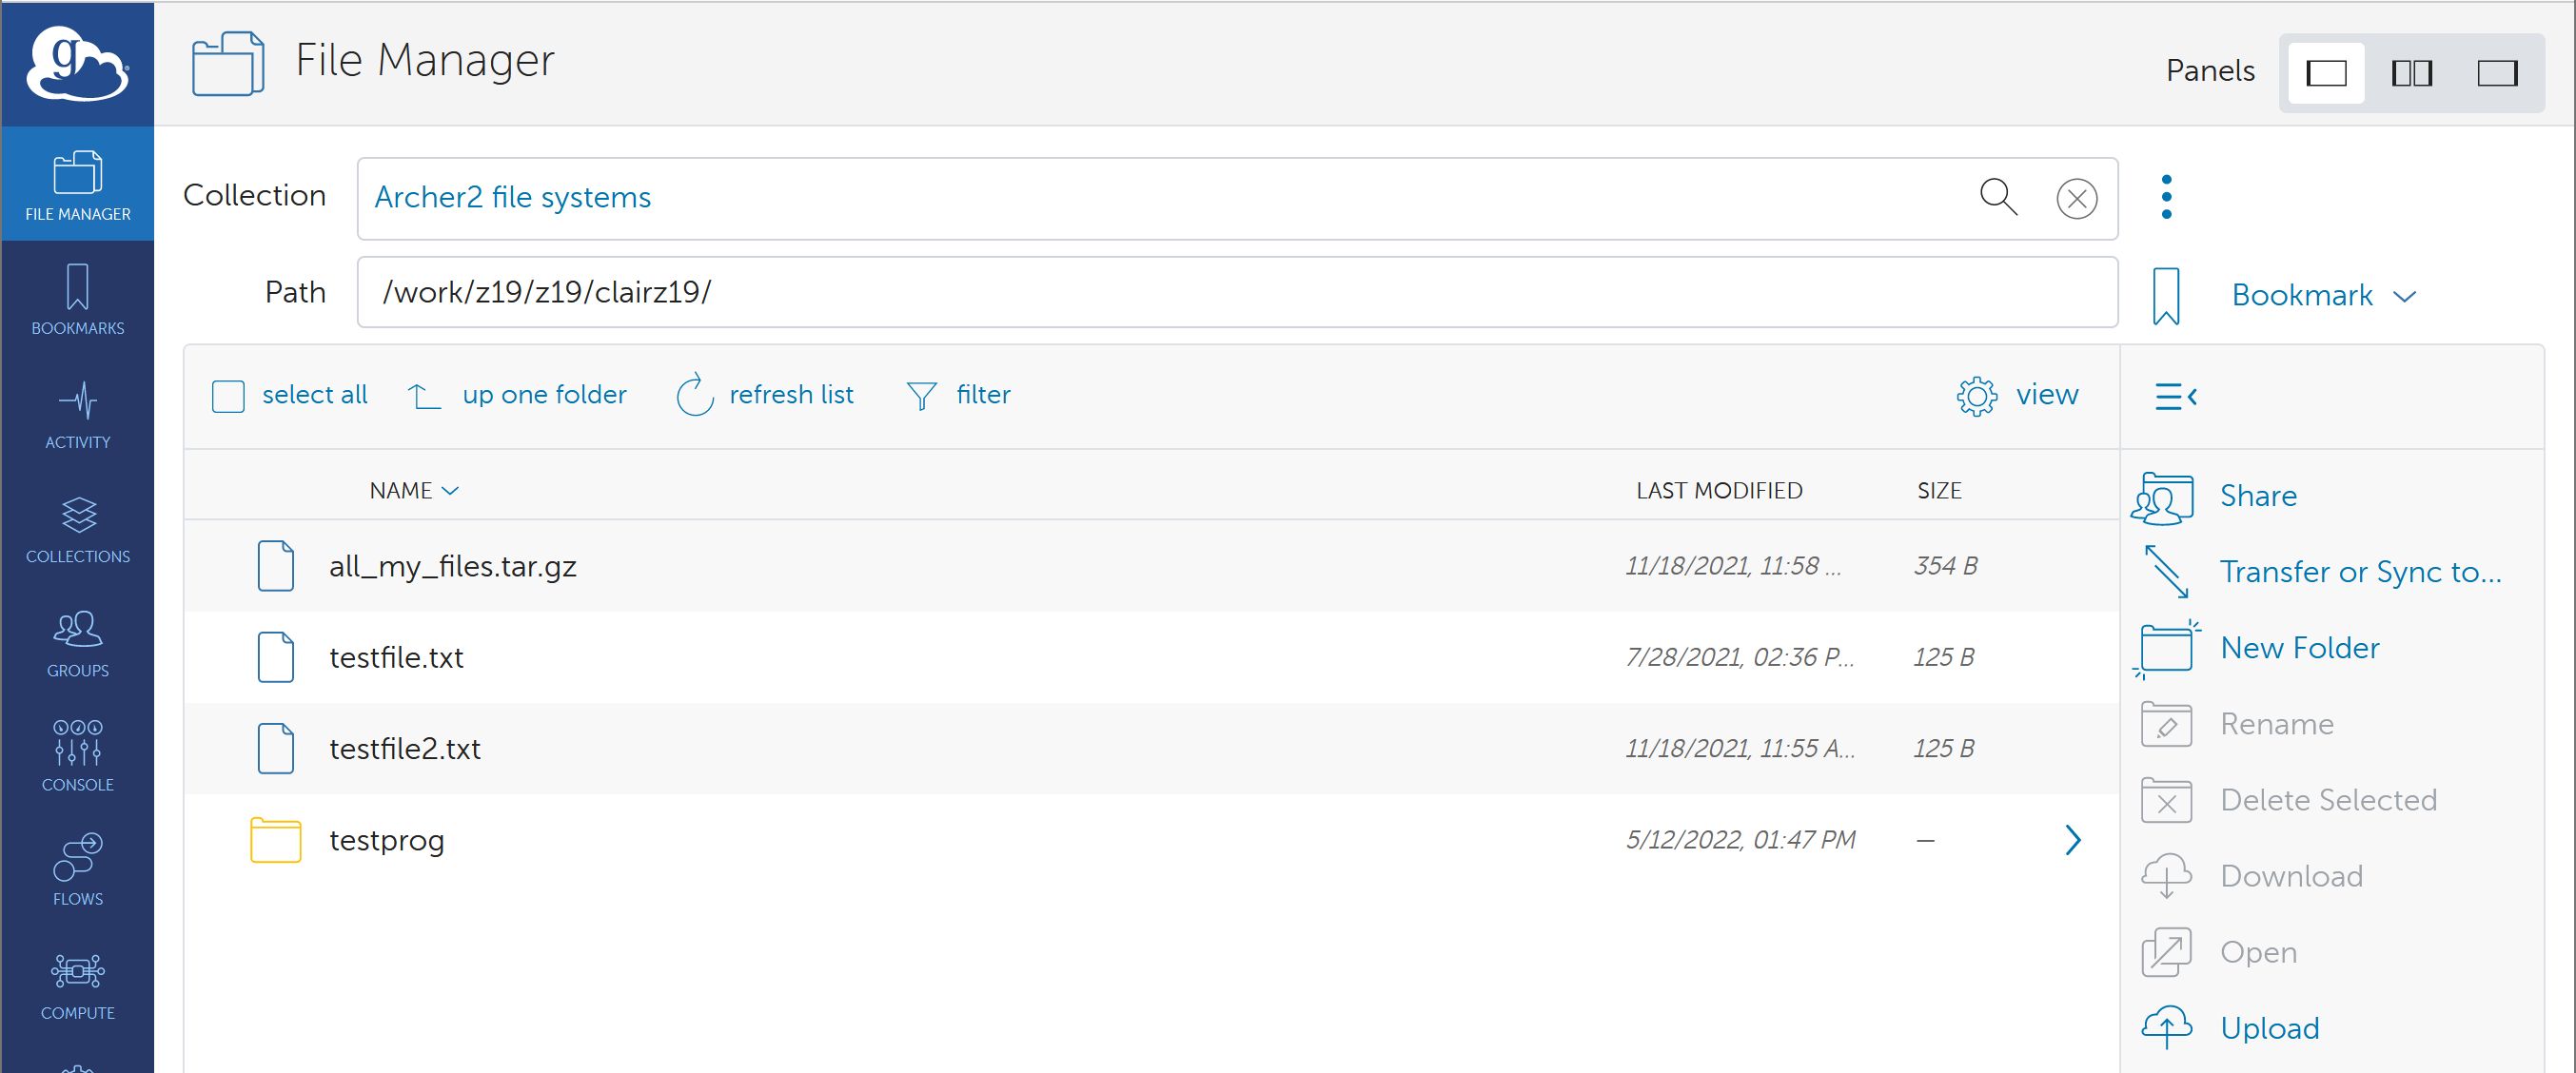 g
File Manager
Panels
FILE MANAGER
Collection
Archer2 file systems
Path
/work/z19/z19/clairz19/
Bookmark
BOOKMARKS
select all
up one folder
refresh list
filter
view
ACTIVITY
NAME
LAST MODIFIED
SIZE
Share
COLLECTIONS
all_my_files.tar.gz
11/18/2021, 11:58 ...
354 B
Transfer or Sync to...
GROUPS
testfile.txt
7/28/2021, 02:36 P...
125 B
New Folder
Rename
CONSOLE
testfile2.txt
11/18/2021, 11:55 A...
125 B
Delete Selected
FLOWS
testprog
5/12/2022, 01:47 PM
—
Download
Open
COMPUTE
Upload